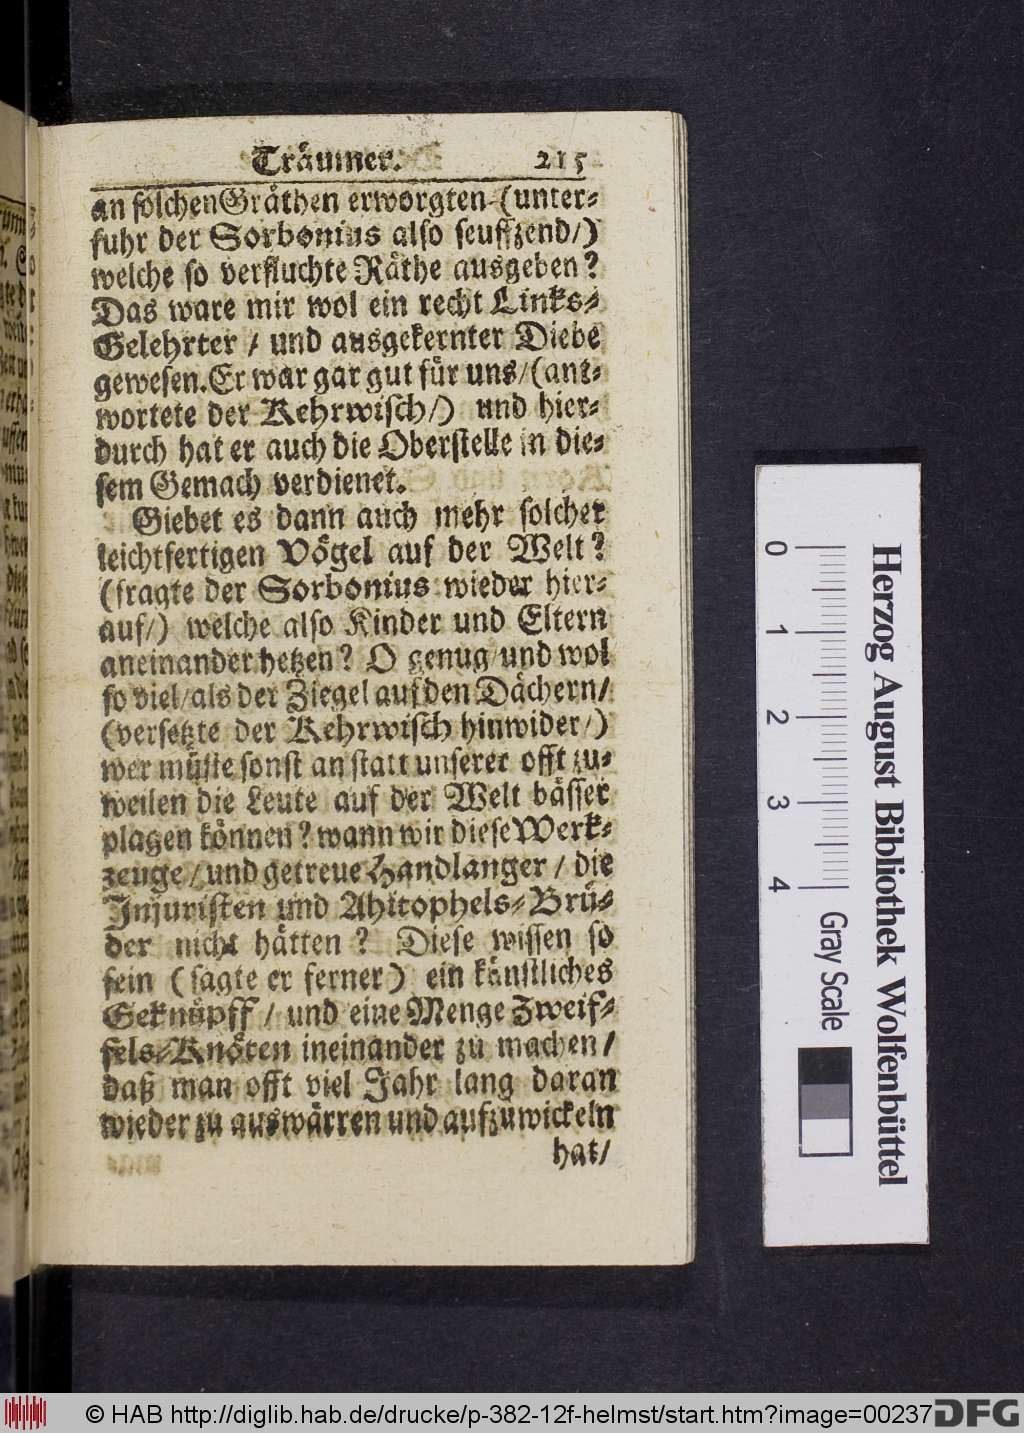 Träumer. 215
an solchen Gräthen erworgten (unter-
fuhr der Sorbonius also seuffzend/)
welche so verfluchte Räthe ausgeben?
Das ware mir wol ein recht Links-
Gelehrter / und ausgekernter Diebe
gewesen. Er war gar gut für uns/ (ant-
wortete der Kehrwisch/) und hier-
durch hat er auch die Oberstelle in die-
sem Gemach verdienet.
Giebet es dann auch mehr solcher
leichtfertigen Vögel auf der Welt?
(fragte der Sorbonius wieder hier-
auf/) welche also Kinder und Eltern
aneinander hetzen? O genug/ und wol
so viel/ als der Ziegel auf den Dächern/
(versetzte der Kehrwisch hinwider/)
wer müste sonst an statt unserer offt zu-
weilen die Leute auf der Welt bässer
plagen können? wann wir diese Werk-
zeuge / und getreue Handlanger / die
Injuristen und Ahitophels-Brü-
der nicht hätten? Diese wissen so
fein (sagte er ferner) ein künstliches
Geknüpff / und eine Menge Zweif-
fels-Knöten ineinander zu machen /
daß man offt viel Jahr lang daran
wieder zu auswärren und aufzuwickeln
hat/
0
1
2
3
4
Gray Scale
Herzog August Bibliothek Wolfenbüttel
© HAB http://diglib.hab.de/drucke/p-382-12f-helmst/start.htm?image=00237
DFG